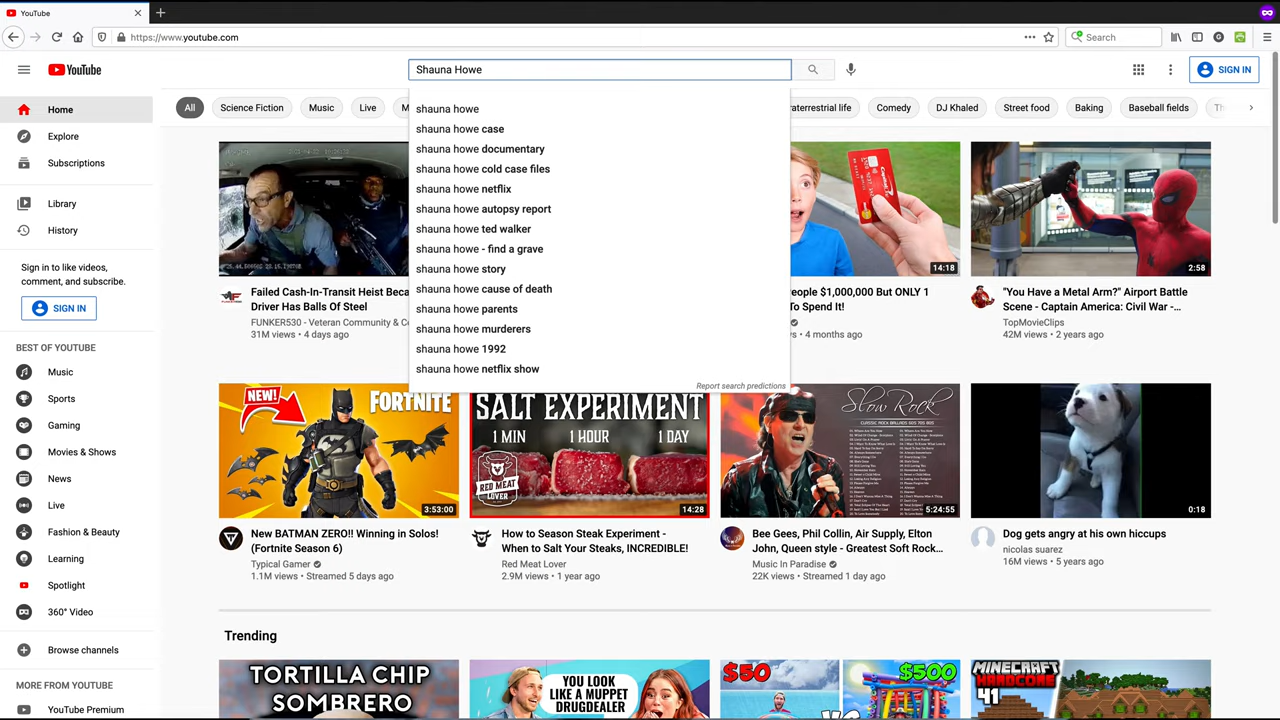 YouTube
https://www.youtube.com
Search
YouTube
Shauna Howe
SIGN IN
All
Science Fiction
Music
Live
M
raterrestrial life
Comedy
DJ Khaled
Street food
Baking
Baseball fields
Th
shauna howe
shauna howe case
shauna howe documentary
shauna howe cold case files
shauna howe netflix
shauna howe autopsy report
shauna howe ted walker
shauna howe - find a grave
shauna howe story
shauna howe cause of death
shauna howe parents
shauna howe murderers
shauna howe 1992
shauna howe netflix show
Report search predictions
Home
Explore
Subscriptions
Library
History
Sign in to like videos,
comment, and subscribe.
SIGN IN
BEST OF YOUTUBE
Music
Sports
Gaming
Movies & Shows
News
Live
Fashion & Beauty
Learning
Spotlight
360° Video
Browse channels
MORE FROM YOUTUBE
YouTube Premium
Failed Cash-In-Transit Heist Beca
Driver Has Balls Of Steel
FUNKER530 - Veteran Community & C
31M views • 4 days ago
14:18
eople $1,000,000 But ONLY 1
To Spend It!
s • 4 months ago
2:58
"You Have a Metal Arm?" Airport Battle
Scene - Captain America: Civil War -...
TopMovieClips
42M views • 2 years ago
NEW!
FORTNITE
:53:00
New BATMAN ZERO!! Winning in Solos!
(Fortnite Season 6)
Typical Gamer
1.1M views • Streamed 5 days ago
SALT EXPERIMENT
1 MIN
1 HOUR
1 DAY
RED MEAT
LOVER
14:28
How to Season Steak Experiment -
When to Salt Your Steaks, INCREDIBLE!
Red Meat Lover
2.9M views • 1 year ago
Slow Rock
5:24:55
Bee Gees, Phil Collin, Air Supply, Elton
John, Queen style - Greatest Soft Rock...
Music In Paradise
22K views • Streamed 1 day ago
0:18
Dog gets angry at his own hiccups
nicolas suarez
16M views • 5 years ago
Trending
TORTILLA CHIP
SOMBRERO
YOU LOOK
LIKE A MUPPET
DRUGDEALER
$50
$500
MINECRAFT
HARDCORE
41